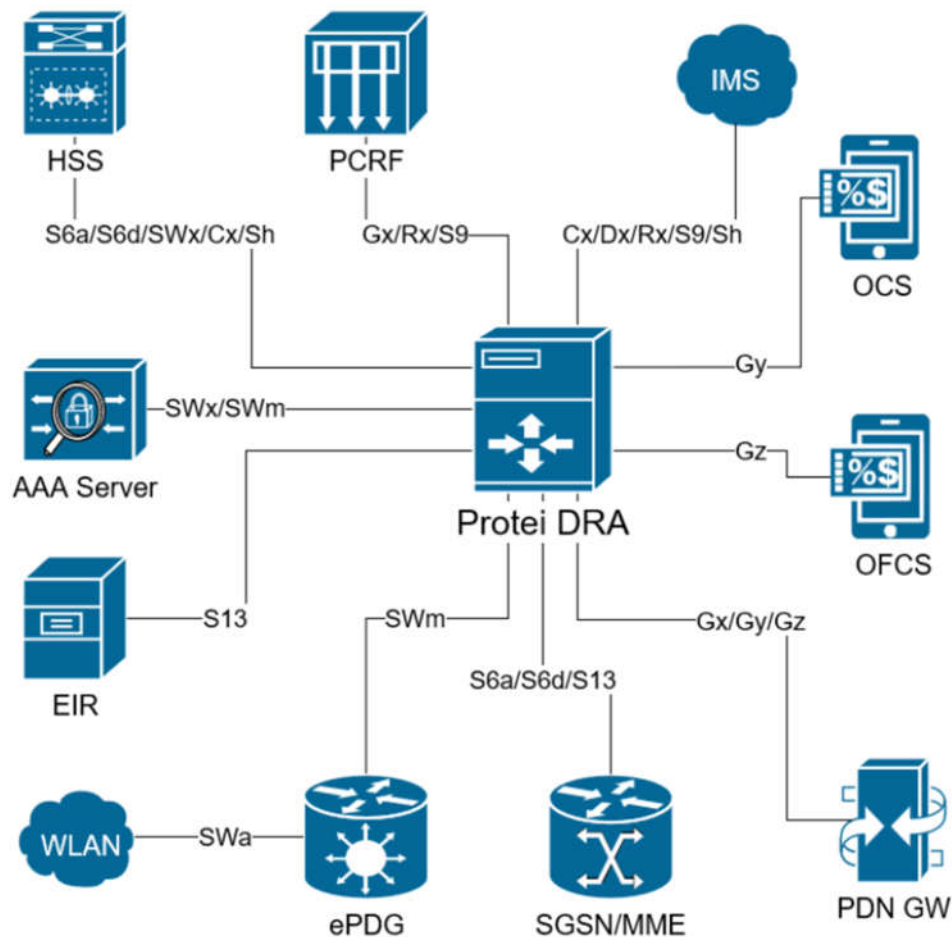 HSS
PCRF
IMS
%$
OCS
S6a/S6d/SWx/Cx/Sh
Gx/Rx/S9
Cx/Dx/Rx/S9/Sh
Gy
SWx/SWm
AAA Server
Gz
%$
OFCS
Protei DRA
S13
EIR
SWm
Gx/Gy/Gz
S6a/S6d/S13
WLAN
SWa
ePDG
SGSN/MME
PDN GW